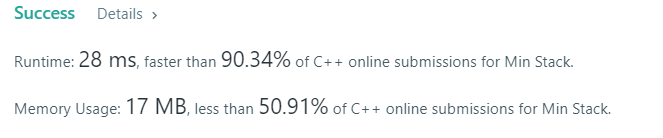 Success Details >
Runtime: 28 ms, faster than 90.34% of C++ online submissions for Min Stack.
Memory Usage: 17 MB, less than 50.91% of C++ online submissions for Min Stack.